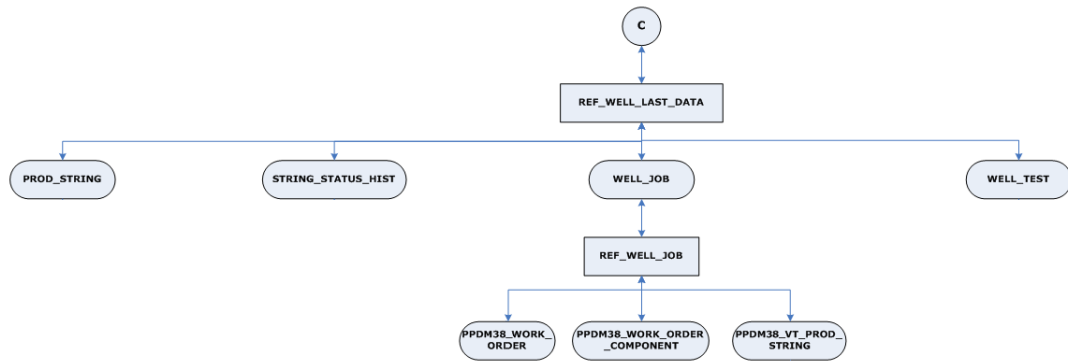 C
REF_WELL_LAST_DATA
PROD_STRING
STRING_STATUS_HIST
WELL_JOB
WELL_TEST
REF_WELL_JOB
PPDM38_WORK_
ORDER
PPDM38_WORK_ORDER
_COMPONENT
PPDM38_VT_PROD_
STRING